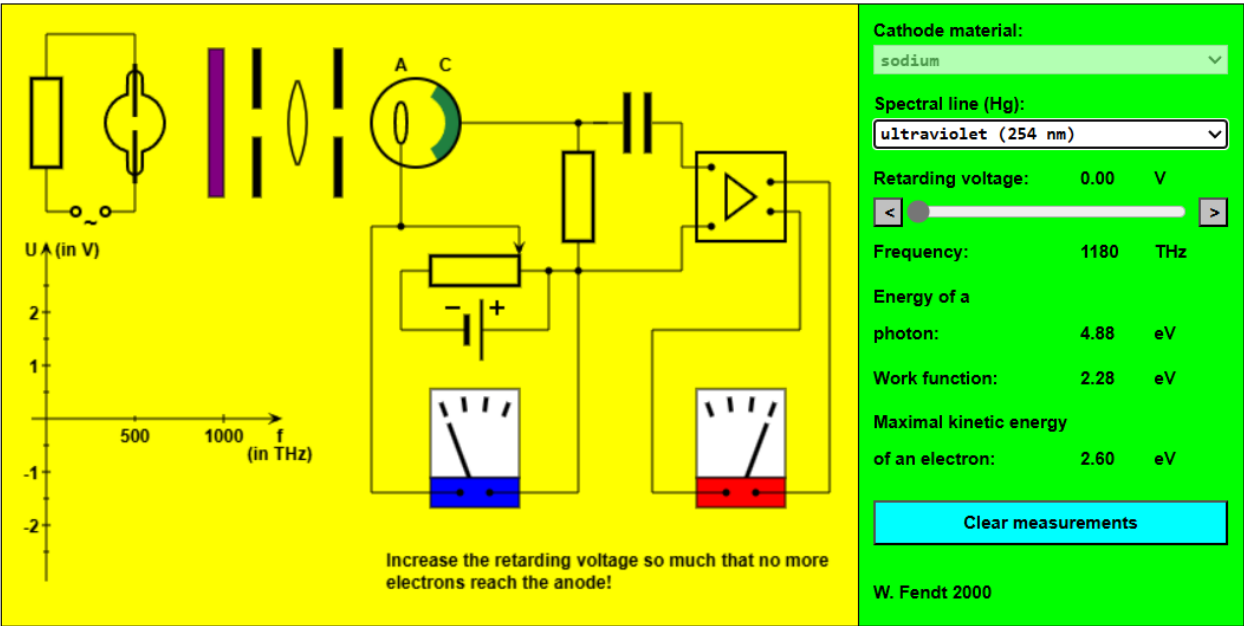 A C
U (in V)
2
1
500 1000 f
(in THz)
-1
-2
~
− +
Increase the retarding voltage so much that no more
electrons reach the anode!
Cathode material:
sodium
Spectral line (Hg):
ultraviolet (254 nm)
Retarding voltage: 0.00 V
< >
Frequency: 1180 THz
Energy of a
photon: 4.88 eV
Work function: 2.28 eV
Maximal kinetic energy
of an electron: 2.60 eV
Clear measurements
W. Fendt 2000